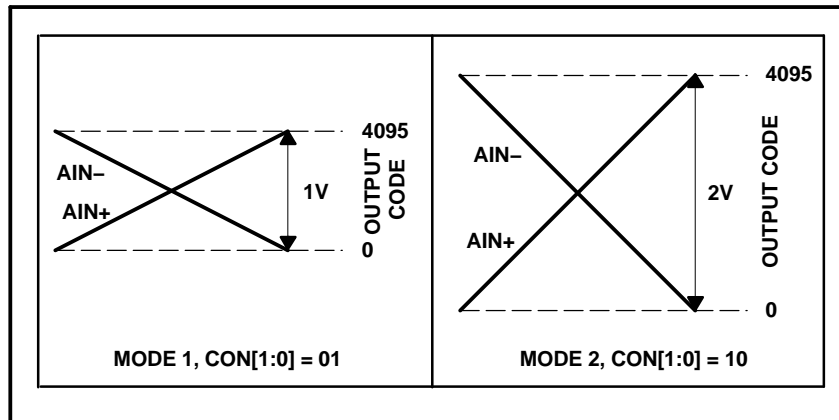 4095
AIN–
1V
AIN+
OUTPUT
CODE
0
MODE 1, CON[1:0] = 01
4095
AIN–
2V
AIN+
OUTPUT CODE
0
MODE 2, CON[1:0] = 10